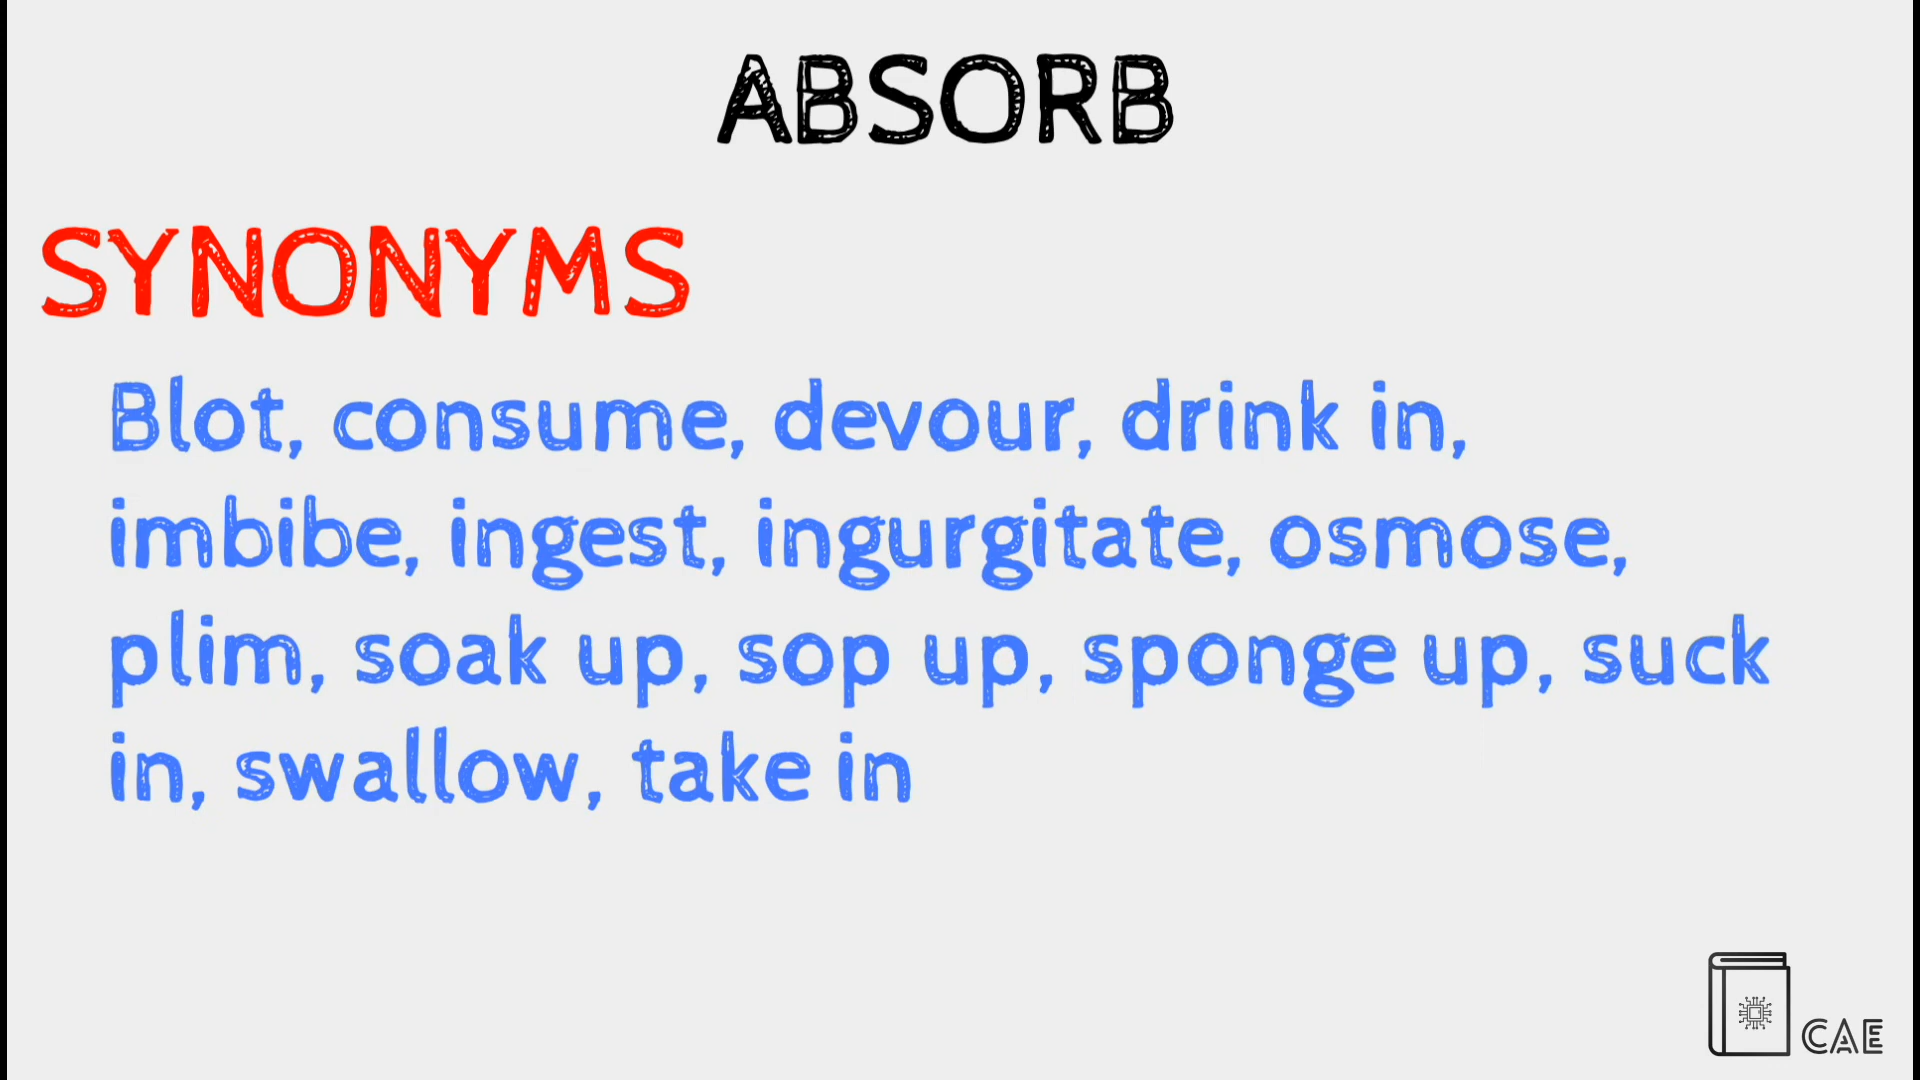 ABSORB
SYNONYMS
Blot, consume, devour, drink in,
imbibe, ingest, ingurgitate, osmose,
plim, soak up, sop up, sponge up, suck
in, swallow, take in
CAE